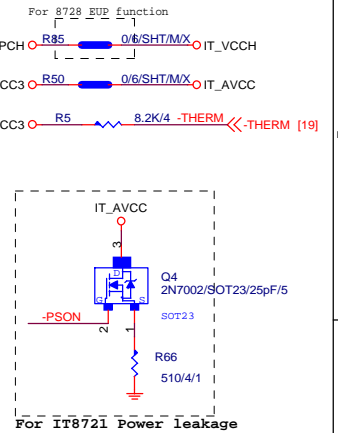 For 8728 EUP function
PCH R85 0/6/SHT/M/X IT_VCCH
CC3 R50 0/6/SHT/M/X IT_AVCC
CC3 R5 8.2K/4 -THERM -THERM [19]
IT_AVCC
3
D
Q4
2N7002/SOT23/25pF/5
G S
SOT23
-PSON
2 1
R66
510/4/1
For IT8721 Power leakage